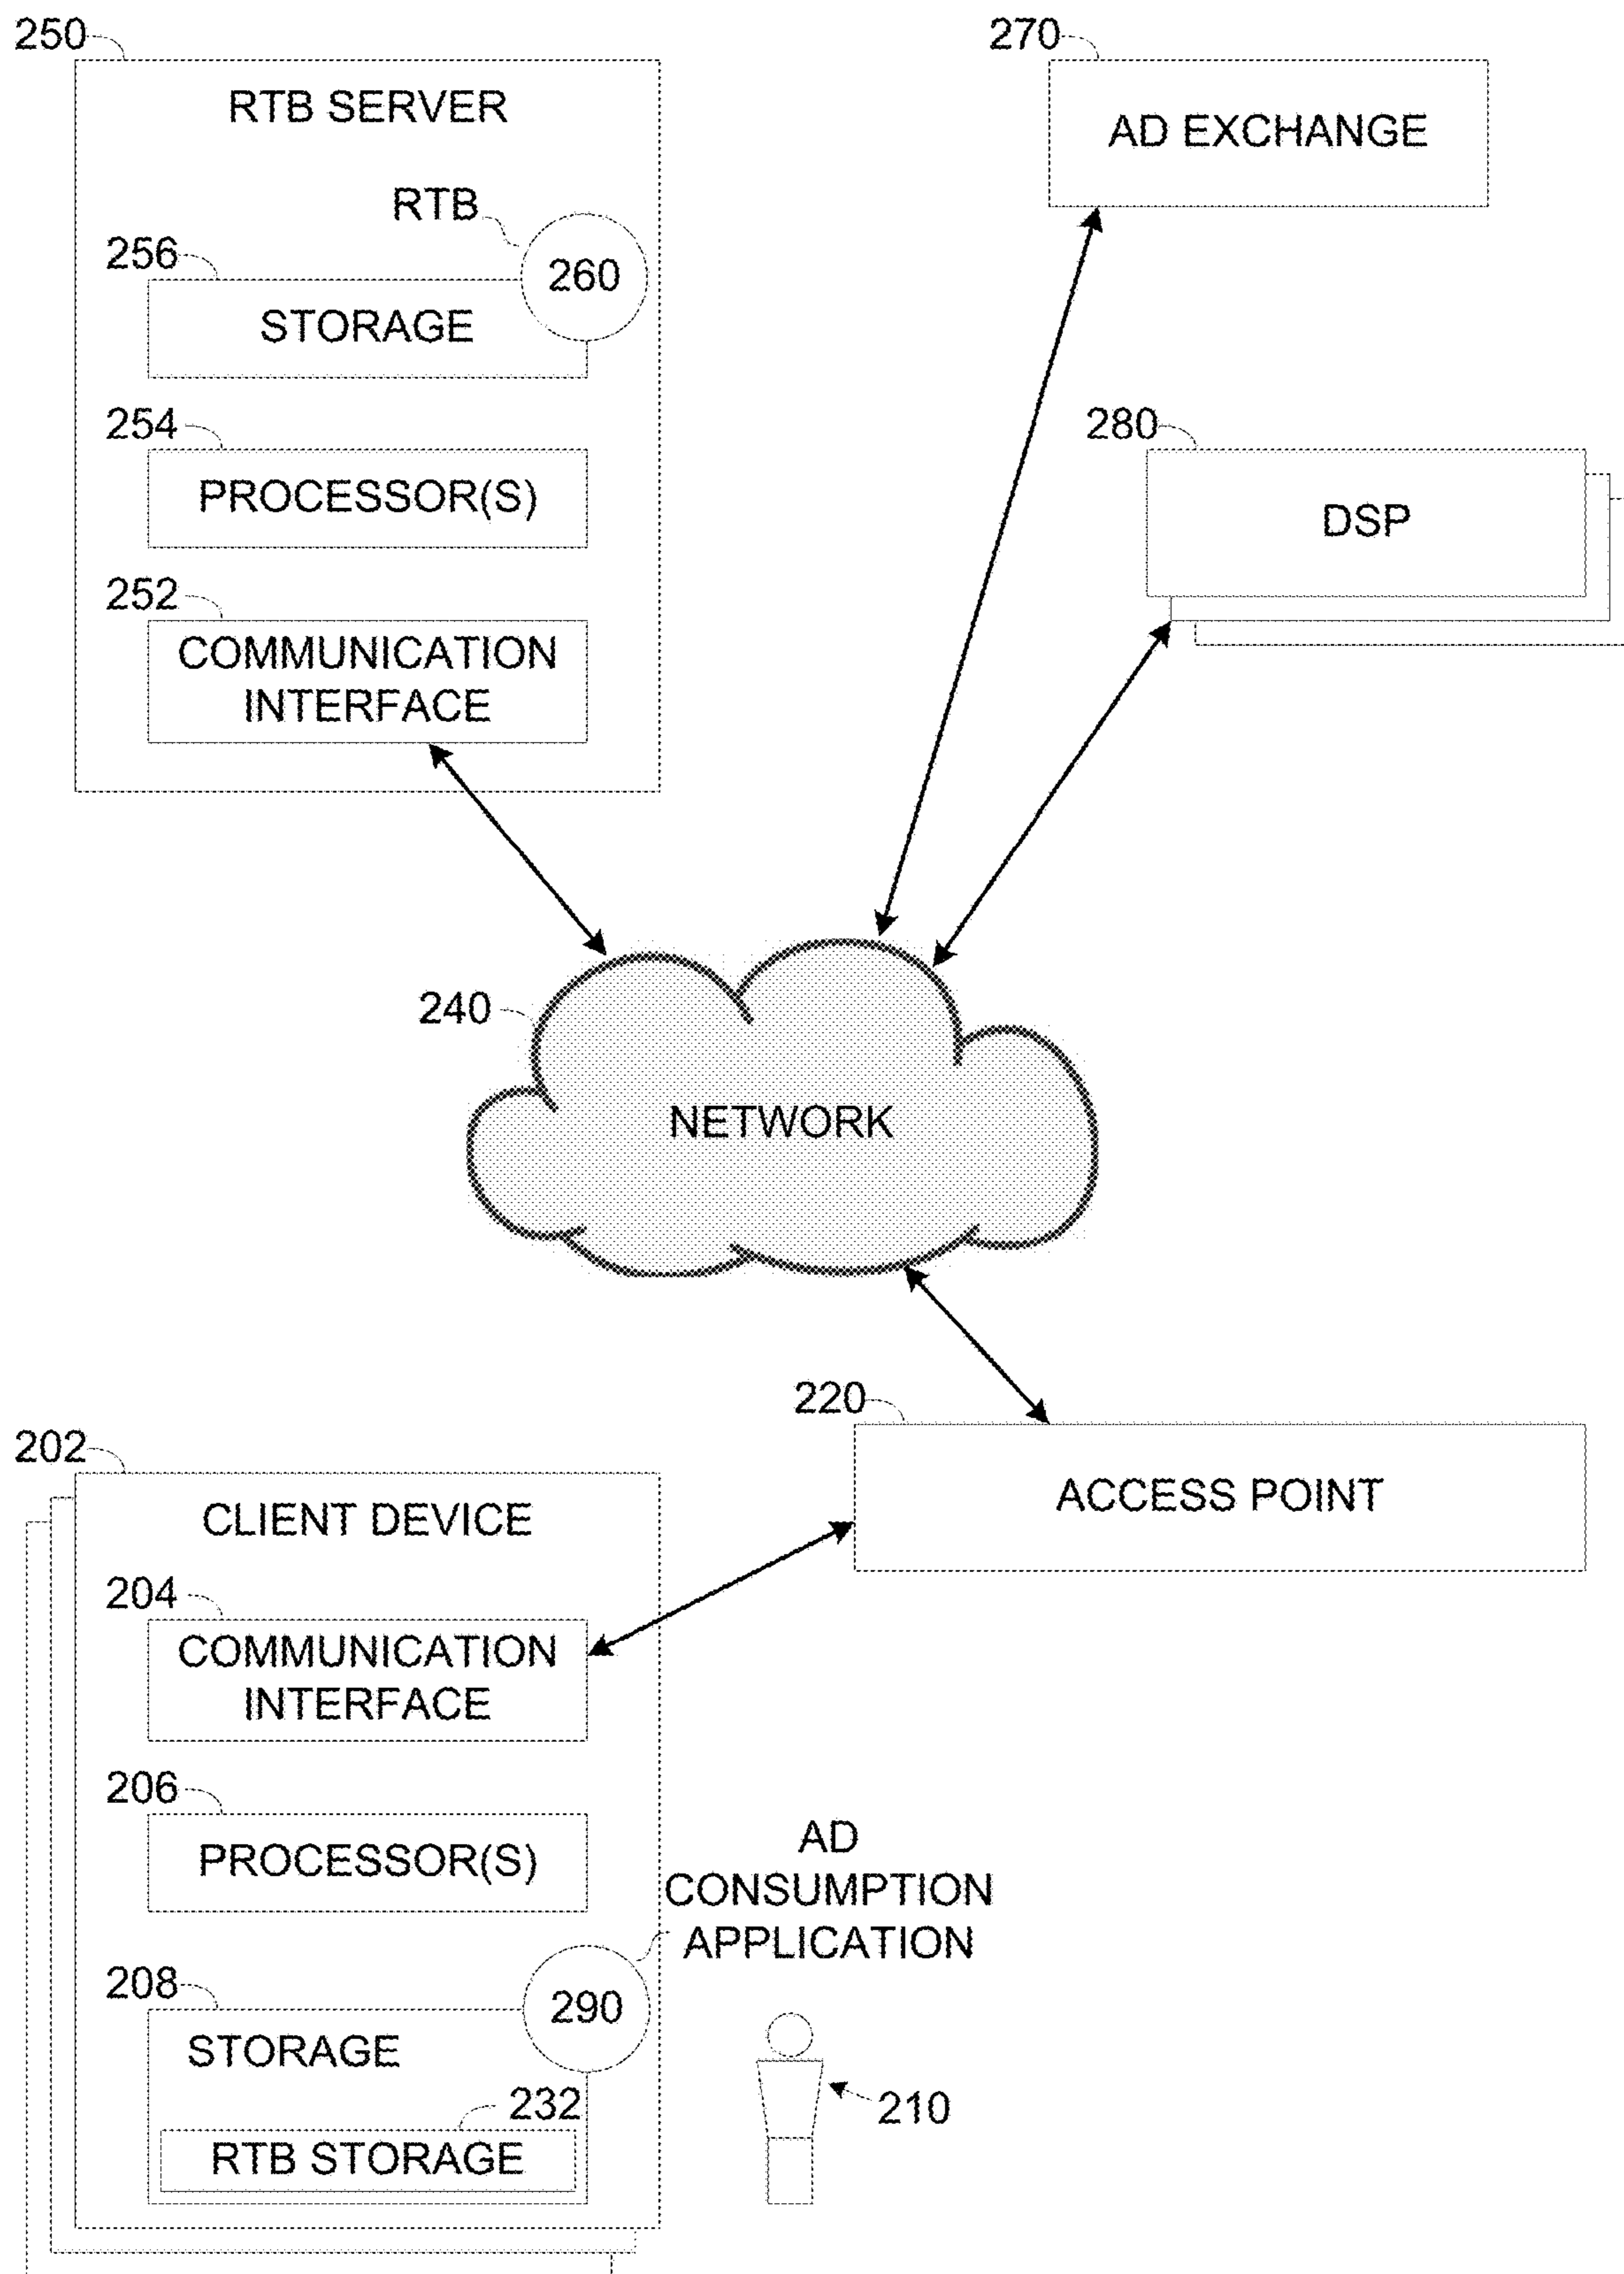 250
RTB SERVER
RTB
260
256
STORAGE
254
PROCESSOR(S)
252
COMMUNICATION
INTERFACE
270
AD EXCHANGE
280
DSP
240
NETWORK
220
ACCESS POINT
202
CLIENT DEVICE
204
COMMUNICATION
INTERFACE
206
PROCESSOR(S)
AD
CONSUMPTION
APPLICATION
208
290
STORAGE
232
RTB STORAGE
210